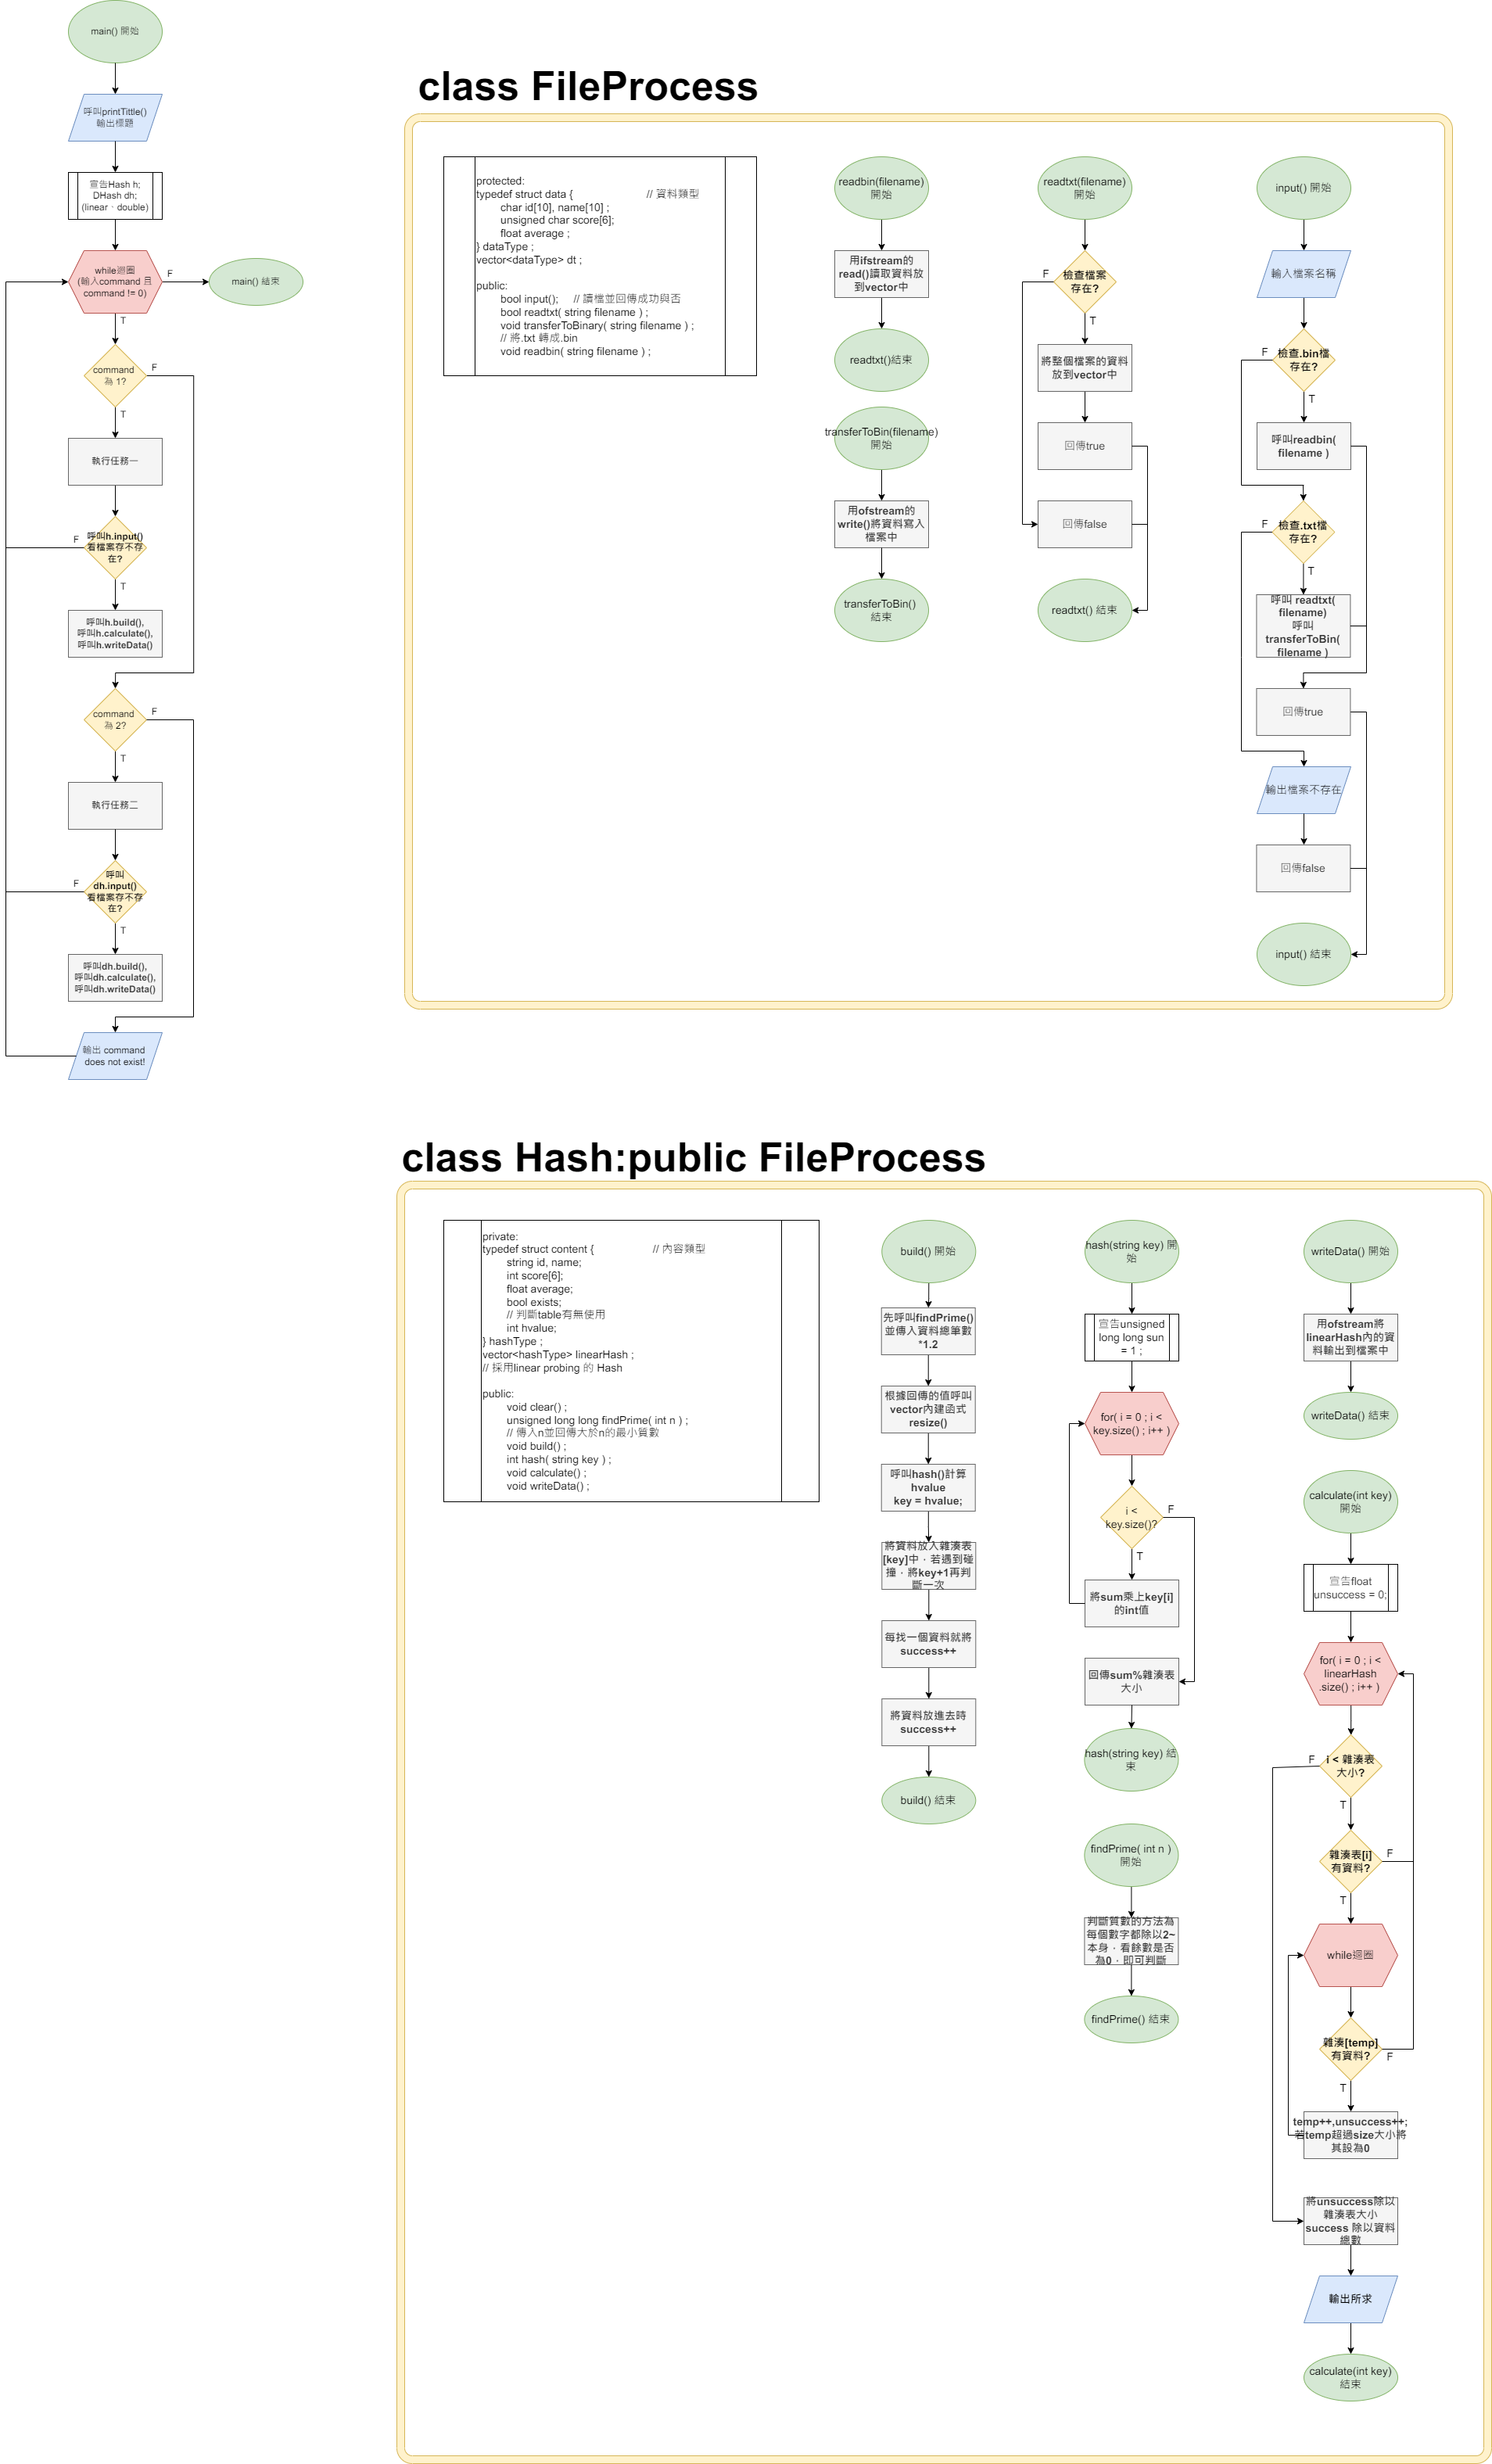 main() 開始
呼叫printTittle()
輸出標題
宣告Hash h;
DHash dh;
(linear、double)
while迴圈
(輸入command 且
command != 0)
F
main() 結束
T
command
為 1?
F
T
執行任務一
呼叫h.input()
看檔案存不存
在?
F
T
呼叫h.build(),
呼叫h.calculate(),
呼叫h.writeData()
command
為 2?
F
T
執行任務二
呼叫
dh.input()
看檔案存不存
在?
F
T
呼叫dh.build(),
呼叫dh.calculate(),
呼叫dh.writeData()
輸出 command
does not exist!
class FileProcess
protected:
typedef struct data { // 資料類型
char id[10], name[10] ;
unsigned char score[6];
float average ;
} dataType ;
vector<dataType> dt ;
public:
bool input(); // 讀檔並回傳成功與否
bool readtxt( string filename ) ;
void transferToBinary( string filename ) ;
// 將.txt 轉成.bin
void readbin( string filename ) ;
readbin(filename)
開始
用ifstream的
read()讀取資料放
到vector中
readtxt()結束
transferToBin(filename)
開始
用ofstream的
write()將資料寫入
檔案中
transferToBin()
結束
readtxt(filename)
開始
檢查檔案
存在?
F
T
將整個檔案的資料
放到vector中
回傳true
回傳false
readtxt() 結束
input() 開始
輸入檔案名稱
檢查.bin檔
存在?
F
T
呼叫readbin(
filename )
檢查.txt檔
存在?
F
T
呼叫 readtxt(
filename)
呼叫
transferToBin(
filename )
回傳true
輸出檔案不存在
回傳false
input() 結束
class Hash:public FileProcess
private:
typedef struct content { // 內容類型
string id, name;
int score[6];
float average;
bool exists;
// 判斷table有無使用
int hvalue;
} hashType ;
vector<hashType> linearHash ;
// 採用linear probing 的 Hash
public:
void clear() ;
unsigned long long findPrime( int n ) ;
// 傳入n並回傳大於n的最小質數
void build() ;
int hash( string key ) ;
void calculate() ;
void writeData() ;
build() 開始
先呼叫findPrime()
並傳入資料總筆數
*1.2
根據回傳的值呼叫
vector內建函式
resize()
呼叫hash()計算
hvalue
key = hvalue;
將資料放入雜湊表
[key]中，若遇到碰
撞，將key+1再判
斷一次
每找一個資料就將
success++
將資料放進去時
success++
build() 結束
hash(string key) 開
始
宣告unsigned
long long sun
= 1 ;
for( i = 0 ; i <
key.size() ; i++ )
i <
key.size()?
F
T
將sum乘上key[i]
的int值
回傳sum%雜湊表
大小
hash(string key) 結
束
findPrime( int n )
開始
判斷質數的方法為
每個數字都除以2~
本身，看餘數是否
為0，即可判斷
findPrime() 結束
writeData() 開始
用ofstream將
linearHash內的資
料輸出到檔案中
writeData() 結束
calculate(int key)
開始
宣告float
unsuccess = 0;
for( i = 0 ; i <
linearHash
.size() ; i++ )
i < 雜湊表
大小?
F
T
雜湊表[i]
有資料?
F
T
while迴圈
雜湊[temp]
有資料?
F
T
temp++,unsuccess++;
若temp超過size大小將
其設為0
將unsuccess除以
雜湊表大小
success 除以資料
總數
輸出所求
calculate(int key)
結束